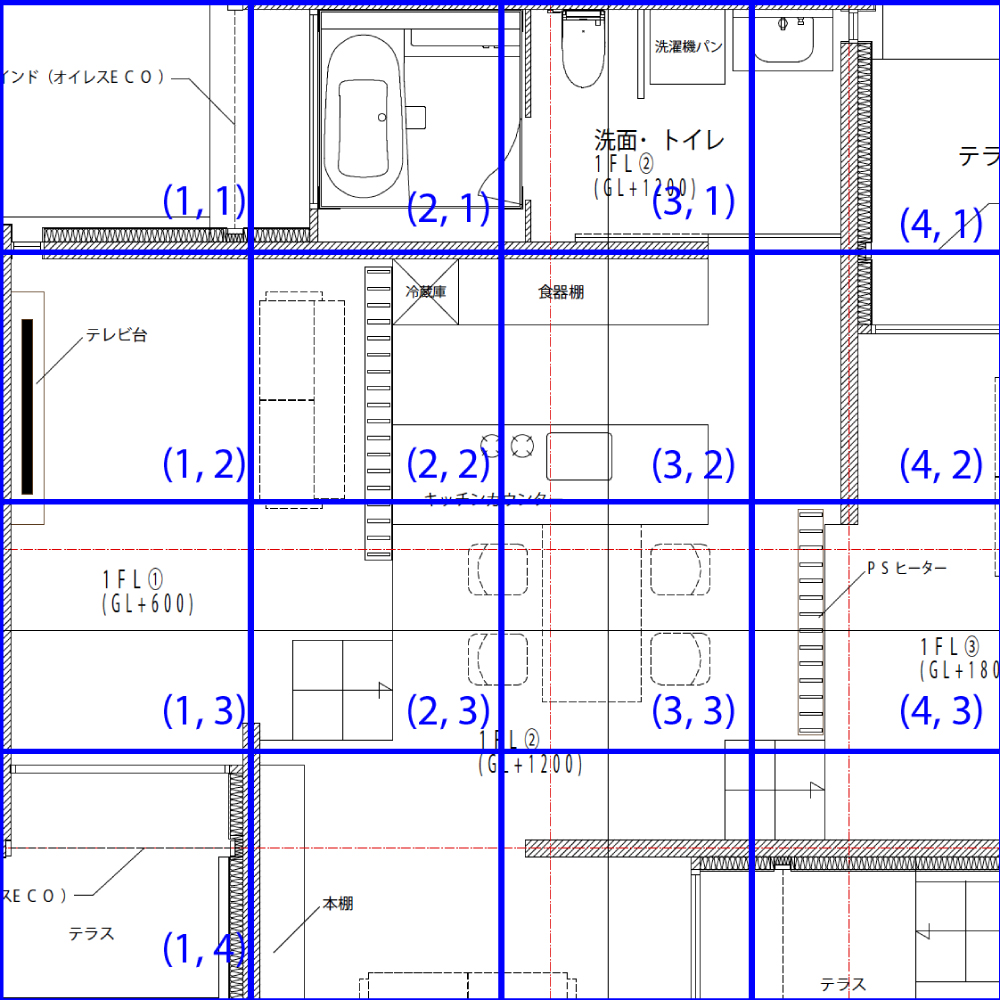 インド（オイレスＥＣＯ）
洗濯機パン
洗面・トイレ
1FL②
(GL+1200)
テラ
(1, 1)
(2, 1)
(3, 1)
(4, 1)
冷蔵庫
食器棚
テレビ台
(1, 2)
(2, 2)
(3, 2)
(4, 2)
キッチンカウンター
PSヒーター
1FL①
(GL+600)
1FL③
(GL+180
(1, 3)
(2, 3)
(3, 3)
(4, 3)
1FL②
(GL+1200)
スＥＣＯ）
本棚
テラス
(1, 4)
テラス